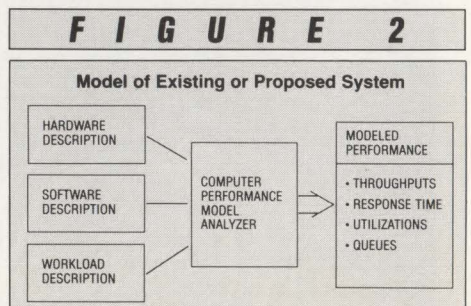 FIGURE 2
Model of Existing or Proposed System
HARDWARE
DESCRIPTION
SOFTWARE
DESCRIPTION
WORKLOAD
DESCRIPTION
COMPUTER
PERFORMANCE
MODEL
ANALYZER
MODELED
PERFORMANCE
• THROUGHPUTS
• RESPONSE TIME
• UTILIZATIONS
• QUEUES